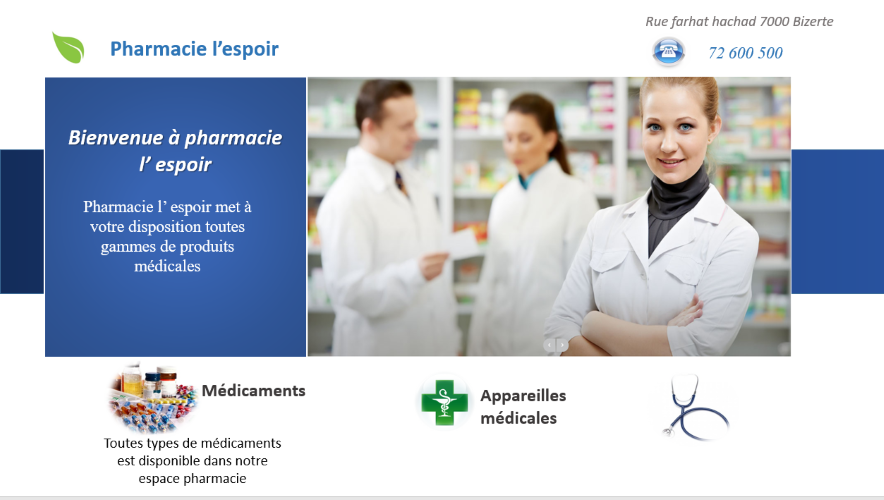 Rue farhat hachad 7000 Bizerte
Pharmacie l’espoir
72 600 500
Bienvenue à pharmacie
l’ espoir
Pharmacie l’ espoir met à
votre disposition toutes
gammes de produits
médicales
Médicaments
Toutes types de médicaments
est disponible dans notre
espace pharmacie
Appareilles
médicales